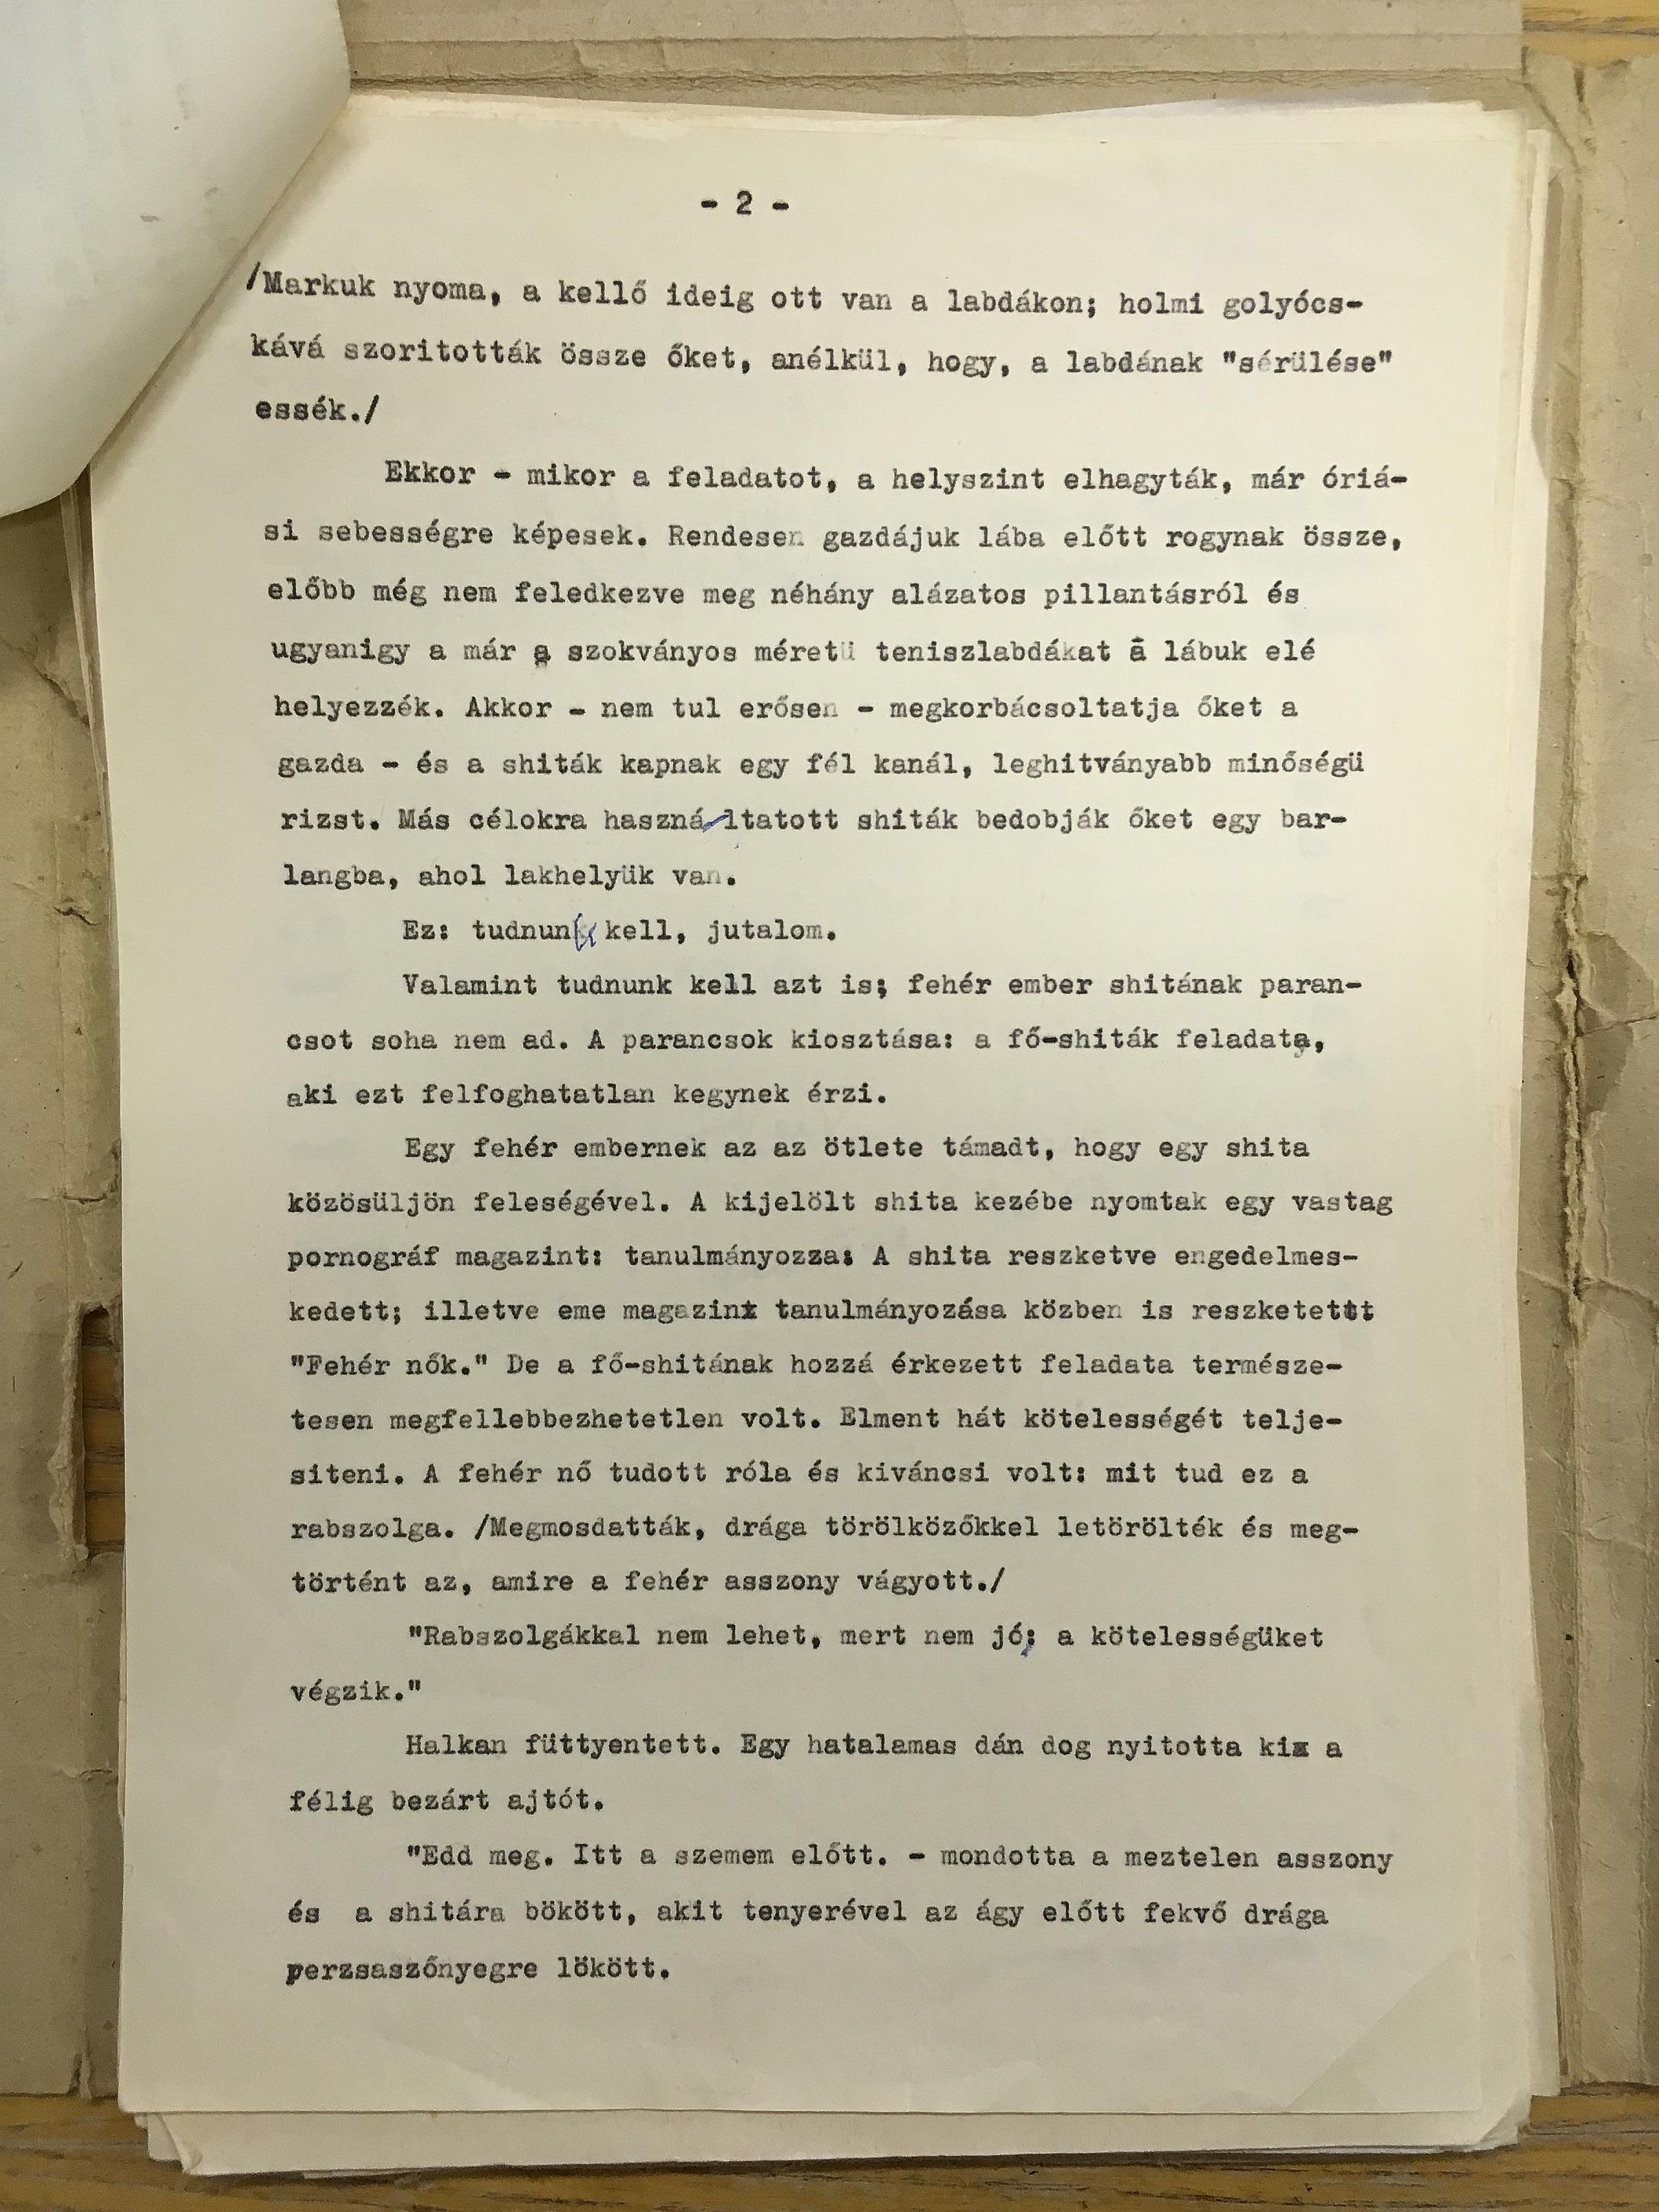 - 2 -
/Markuk nyoma, a kellő ideig ott van a labdákon; holmi golyócs-
kává szoritották össze őket, anélkül, hogy, a labdának "sérülése"
essék./
Ekkor - mikor a feladatot, a helyszint elhagyták, már óriá-
si sebességre képesek. Rendesen gazdájuk lába előtt rogynak össze,
előbb még nem feledkezve meg néhány alázatos pillantásról és
ugyanigy a már a szokványos méretü teniszlabdákat a lábuk elé
helyezzék. Akkor - nem tul erősen - megkorbácsoltatja őket a
gazda - és a shiták kapnak egy fél kanál, leghitványabb minőségü
rizst. Más célokra használtatott shiták bedobják őket egy bar-
langba, ahol lakhelyük van.
Ez: tudnunk kell, jutalom.
Valamint tudnunk kell azt is; fehér ember shitának paran-
csot soha nem ad. A parancsok kiosztása: a fő-shiták feladata,
aki ezt felfoghatatlan kegynek érzi.
Egy fehér embernek az az ötlete támadt, hogy egy shita
közösüljön feleségével. A kijelölt shita kezébe nyomtak egy vastag
pornográf magazint: tanulmányozza: A shita reszketve engedelmes-
kedett; illetve eme magazin tanulmányozása közben is reszketettt
"Fehér nők." De a fő-shitának hozzá érkezett feladata természe-
tesen megfellebbezhetetlen volt. Elment hát kötelességét telje-
siteni. A fehér nő tudott róla és kiváncsi volt: mit tud ez a
rabszolga. /Megmosdatták, drága törölközőkkel letörölték és meg-
történt az, amire a fehér asszony vágyott./
"Rabszolgákkal nem lehet, mert nem jó; a kötelességüket
végzik."
Halkan füttyentett. Egy hatalamas dán dog nyitotta ki a
félig bezárt ajtót.
"Edd meg. Itt a szemem előtt. - mondotta a meztelen asszony
és a shitára bökött, akit tenyerével az ágy előtt fekvő drága
perzsaszőnyegre lökött.